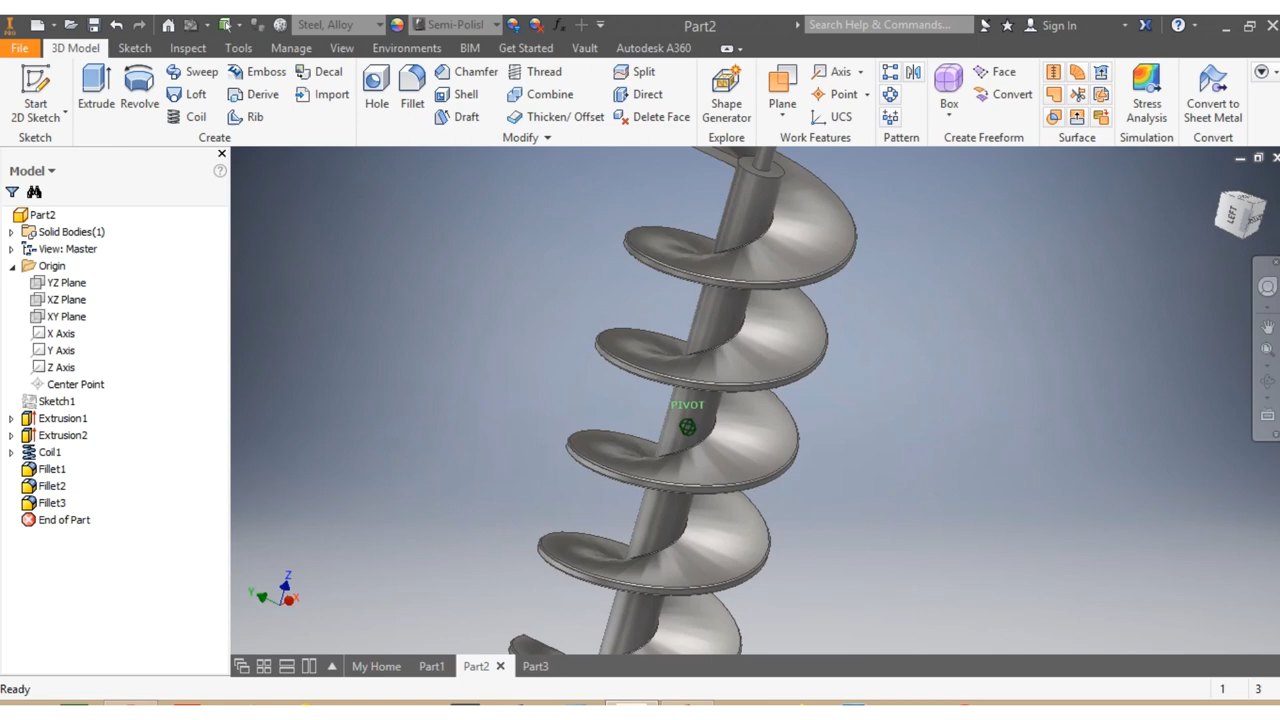 PRO
Steel, Alloy
Semi-Polisl
Part2
Search Help & Commands...
Sign In
File
3D Model
Sketch
Inspect
Tools
Manage
View
Environments
BIM
Get Started
Vault
Autodesk A360
Start
2D Sketch
Extrude
Revolve
Sweep
Loft
Coil
Emboss
Derive
Rib
Decal
Import
Hole
Fillet
Chamfer
Shell
Draft
Thread
Combine
Thicken/ Offset
Split
Direct
Delete Face
Shape
Generator
Plane
Axis
Point
UCS
Box
Face
Convert
Stress
Analysis
Convert to
Sheet Metal
Sketch
Create
Modify
Explore
Work Features
Pattern
Create Freeform
Surface
Simulation
Convert
Model
Part2
Solid Bodies(1)
View: Master
Origin
YZ Plane
XZ Plane
XY Plane
X Axis
Y Axis
Z Axis
Center Point
Sketch1
Extrusion1
Extrusion2
Coil1
Fillet1
Fillet2
Fillet3
End of Part
LEFT
PIVOT
Z
Y
X
My Home
Part1
Part2
Part3
Ready
1
3